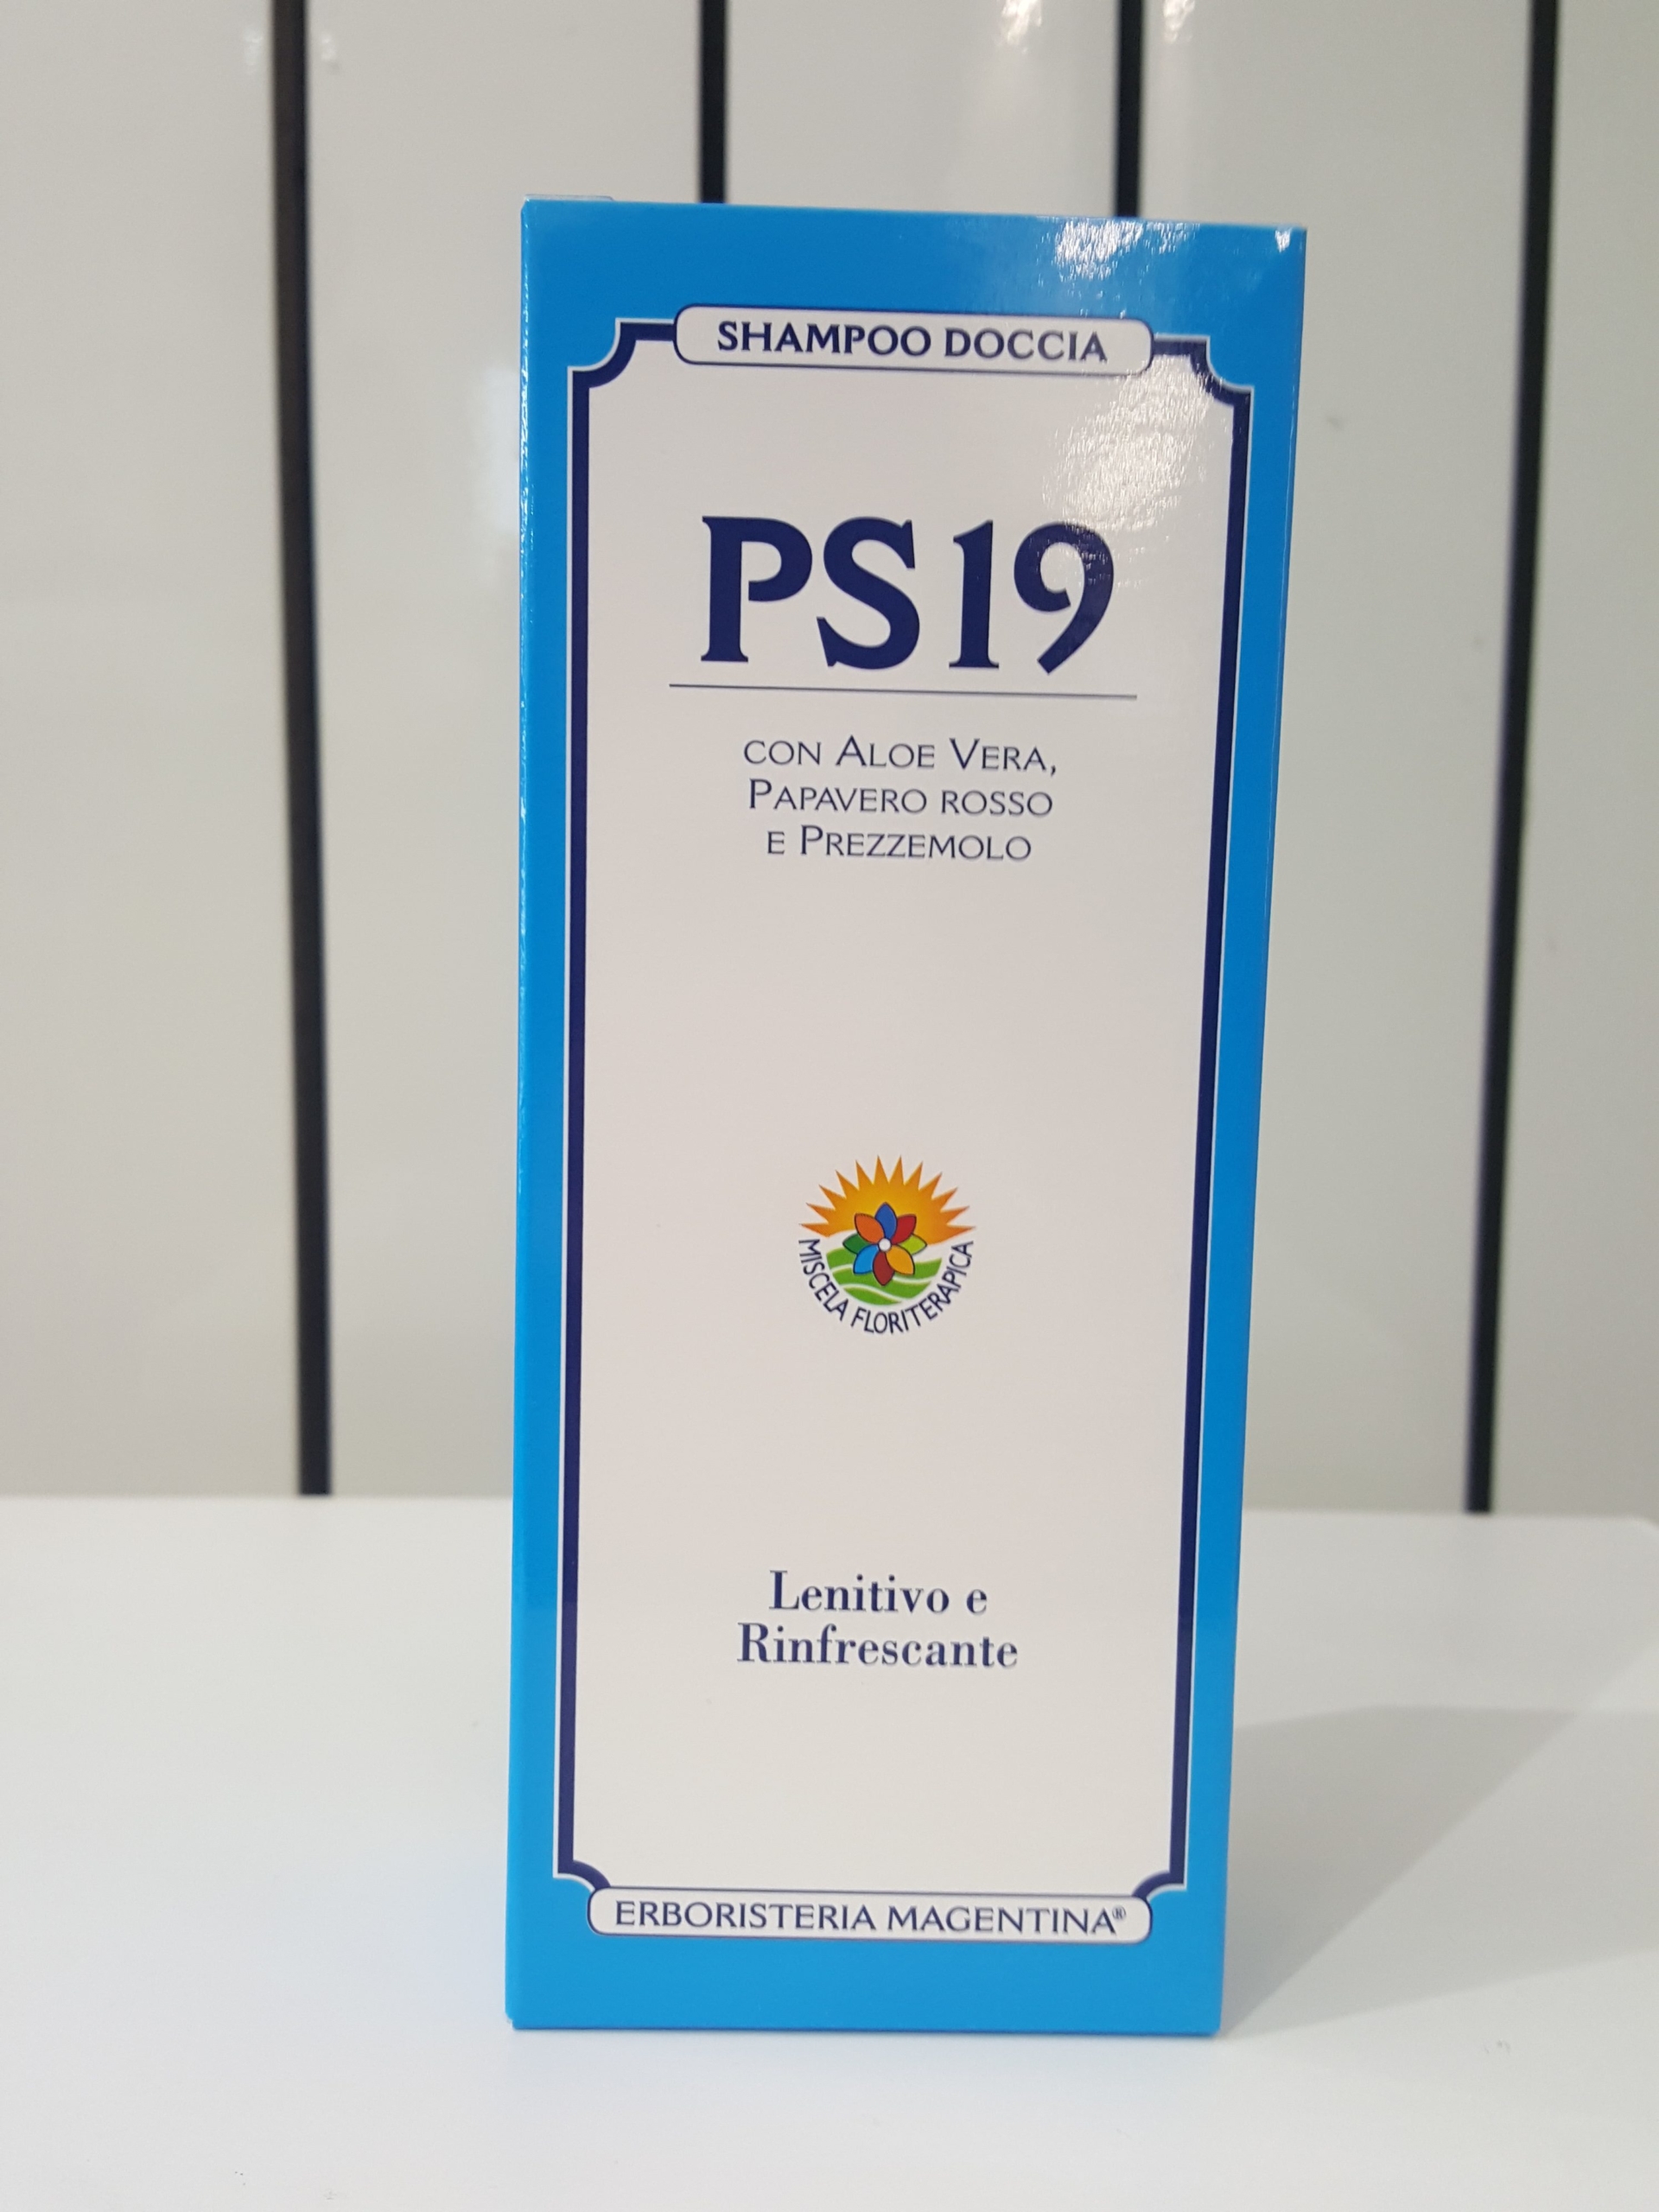 SHAMPOO DOCCIA
PS19
CON ALOE VERA,
PAPAVERO ROSSO
E PREZZEMOLO
MISCELA FLORITERAPICA
Lenitivo e
Rinfrescante
ERBORISTERIA MAGENTINA®